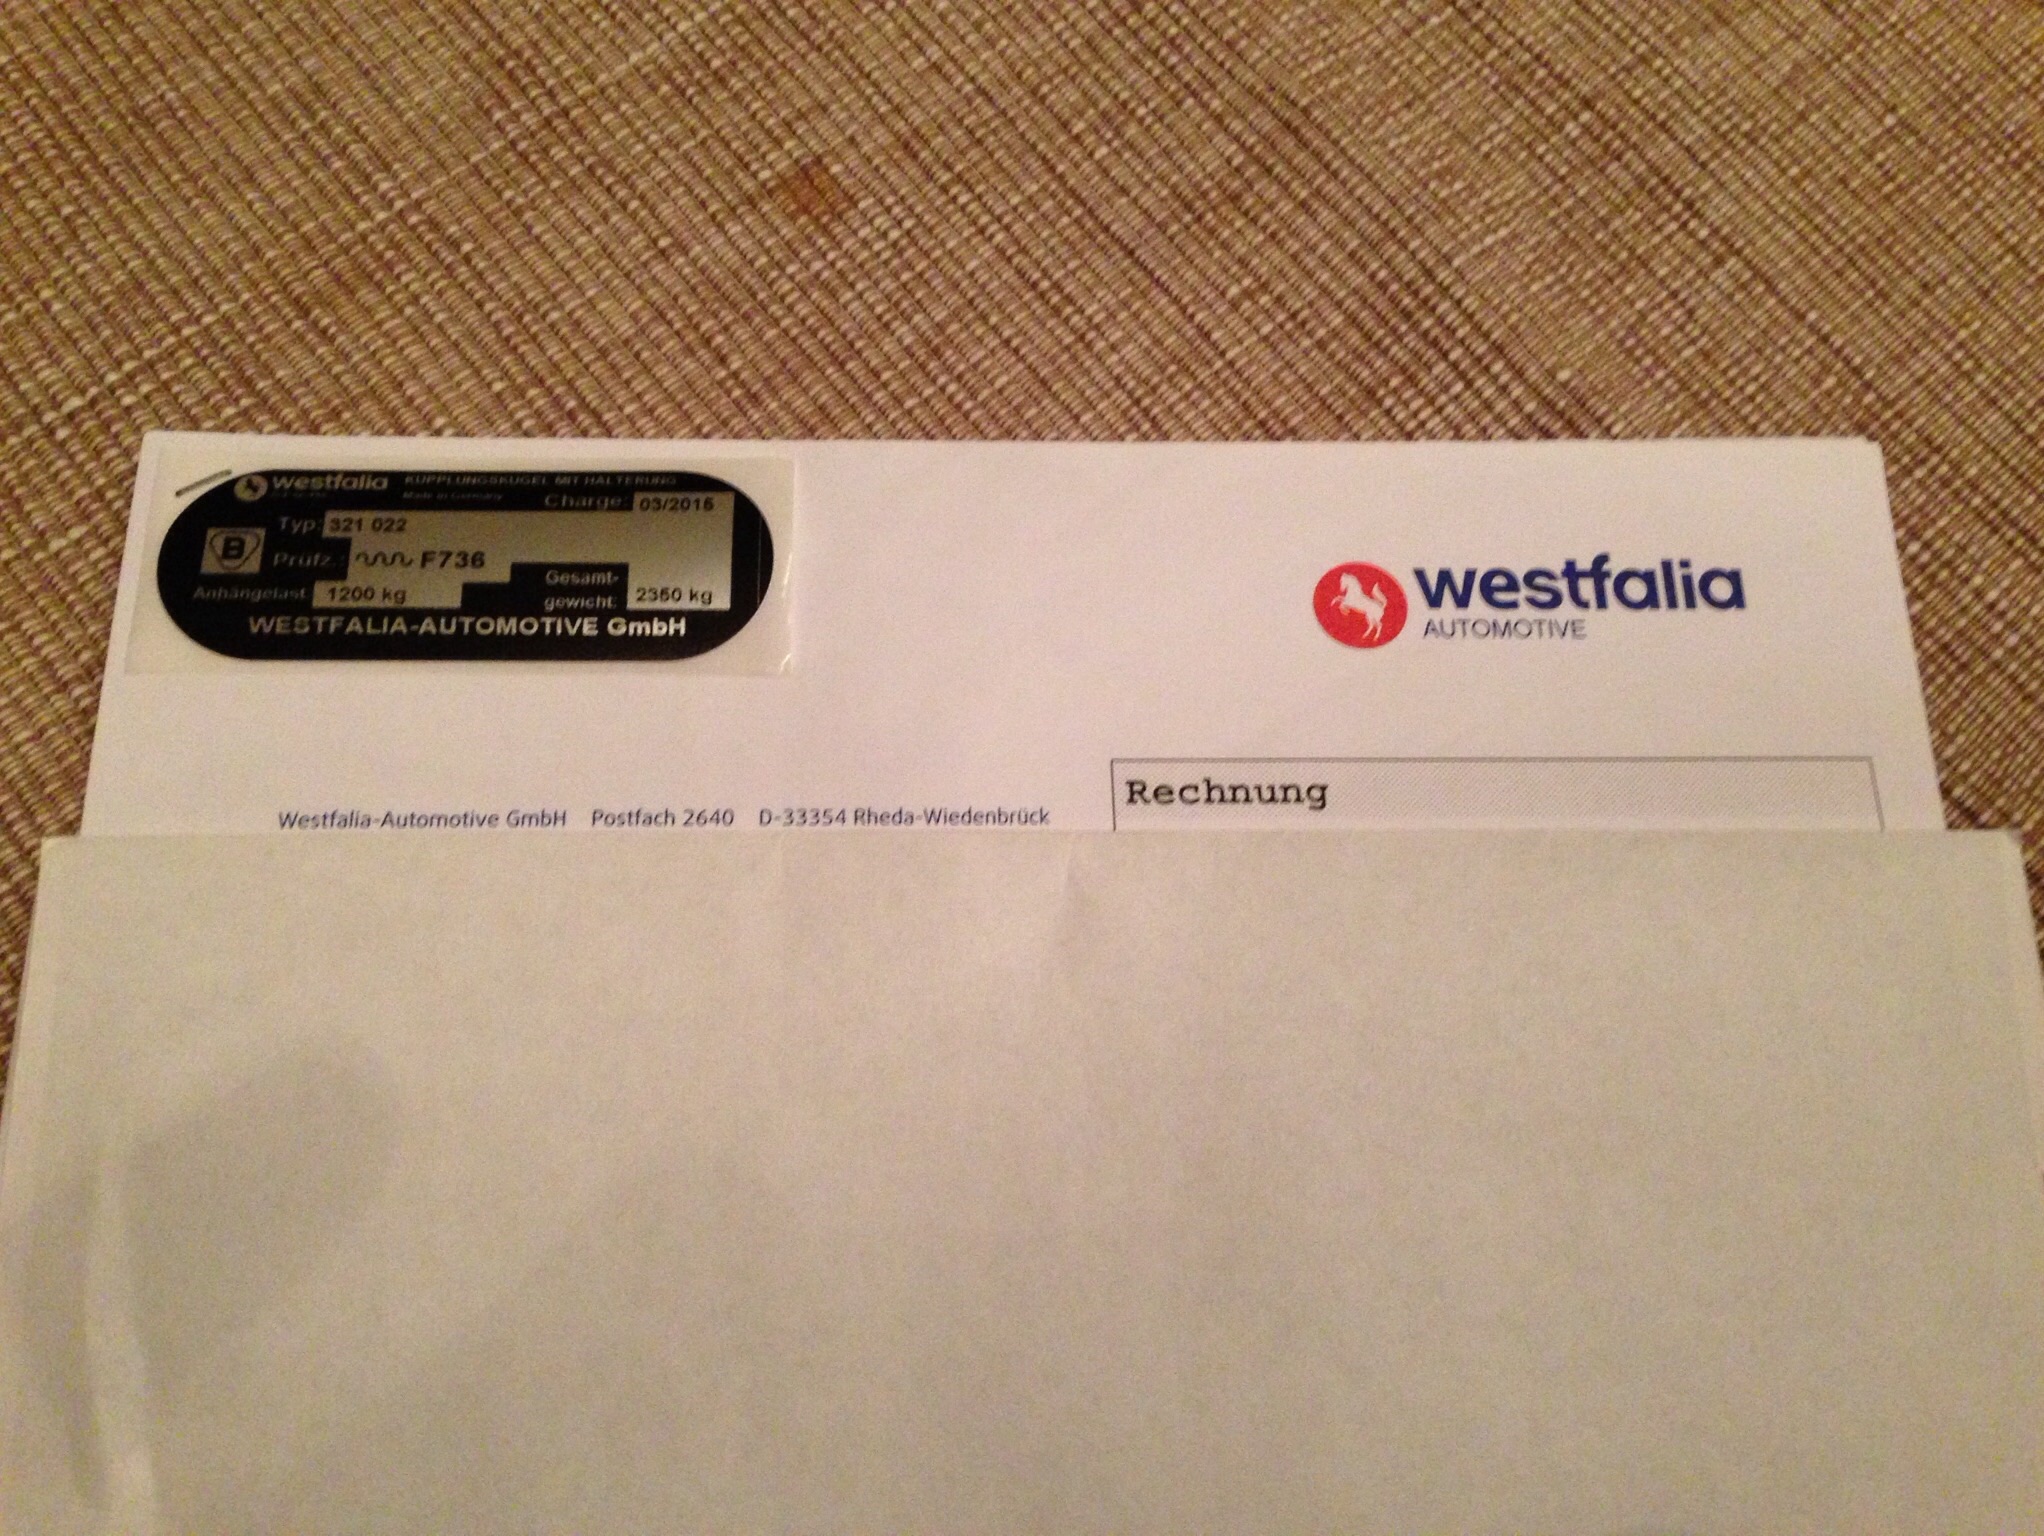 westfalia KUPPLUNGSKUGEL MIT HALTERUNG
Made in Germany
Charge: 03/2015
Typ: 321 022
B
Prüfz.: F736
Anhängelast: 1200 kg
Gesamt-
gewicht: 2350 kg
WESTFALIA-AUTOMOTIVE GmbH
westfalia
AUTOMOTIVE
Rechnung
Westfalia-Automotive GmbH Postfach 2640 D-33354 Rheda-Wiedenbrück